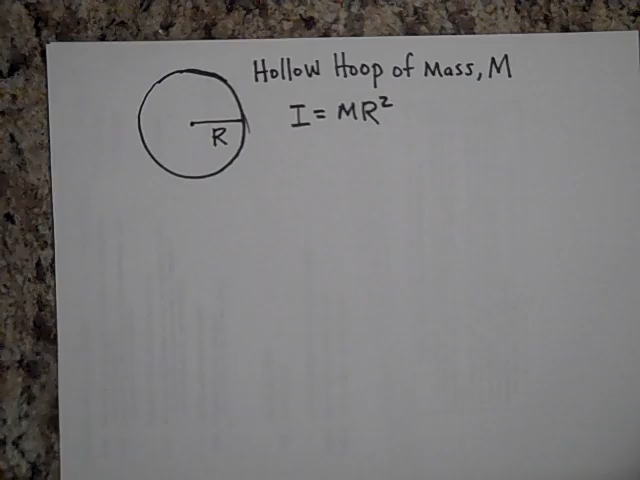 Hollow Hoop of Mass, M
I = MR²
R